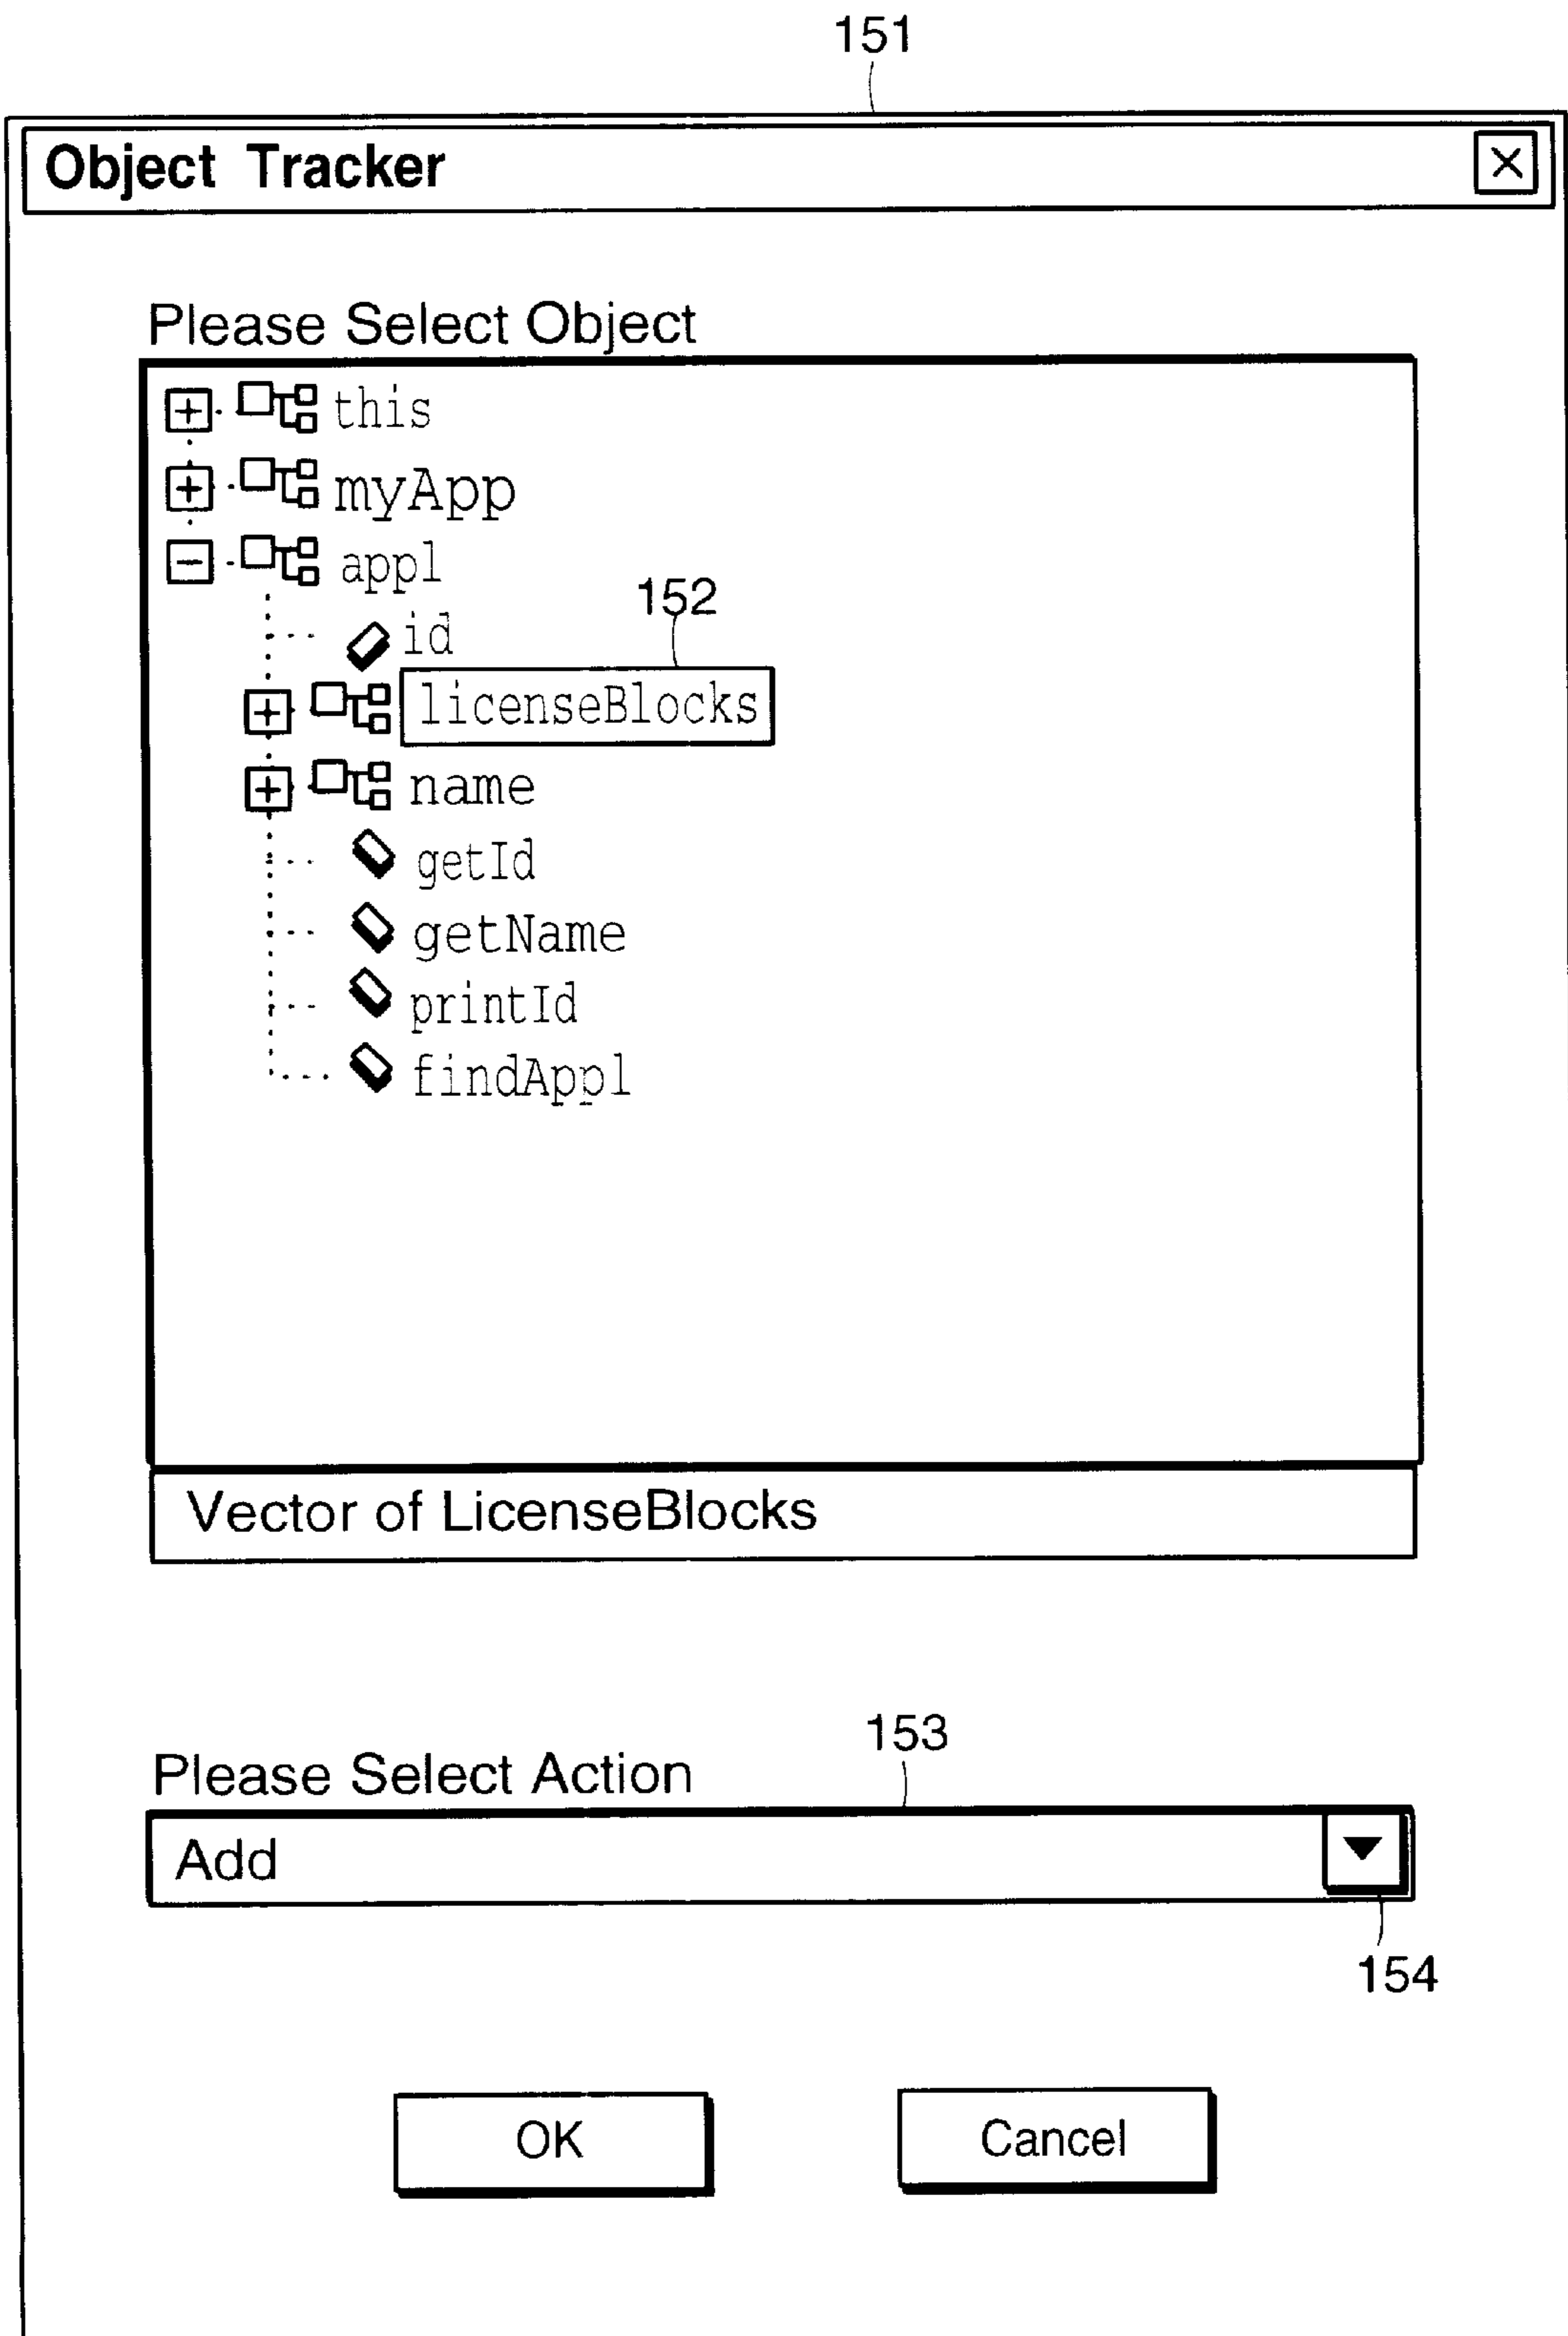 151
Object Tracker
Please Select Object
this
myApp
appl
152
id
licenseBlocks
name
getId
getName
printId
findAppl
Vector of LicenseBlocks
153
Please Select Action
Add
154
OK
Cancel